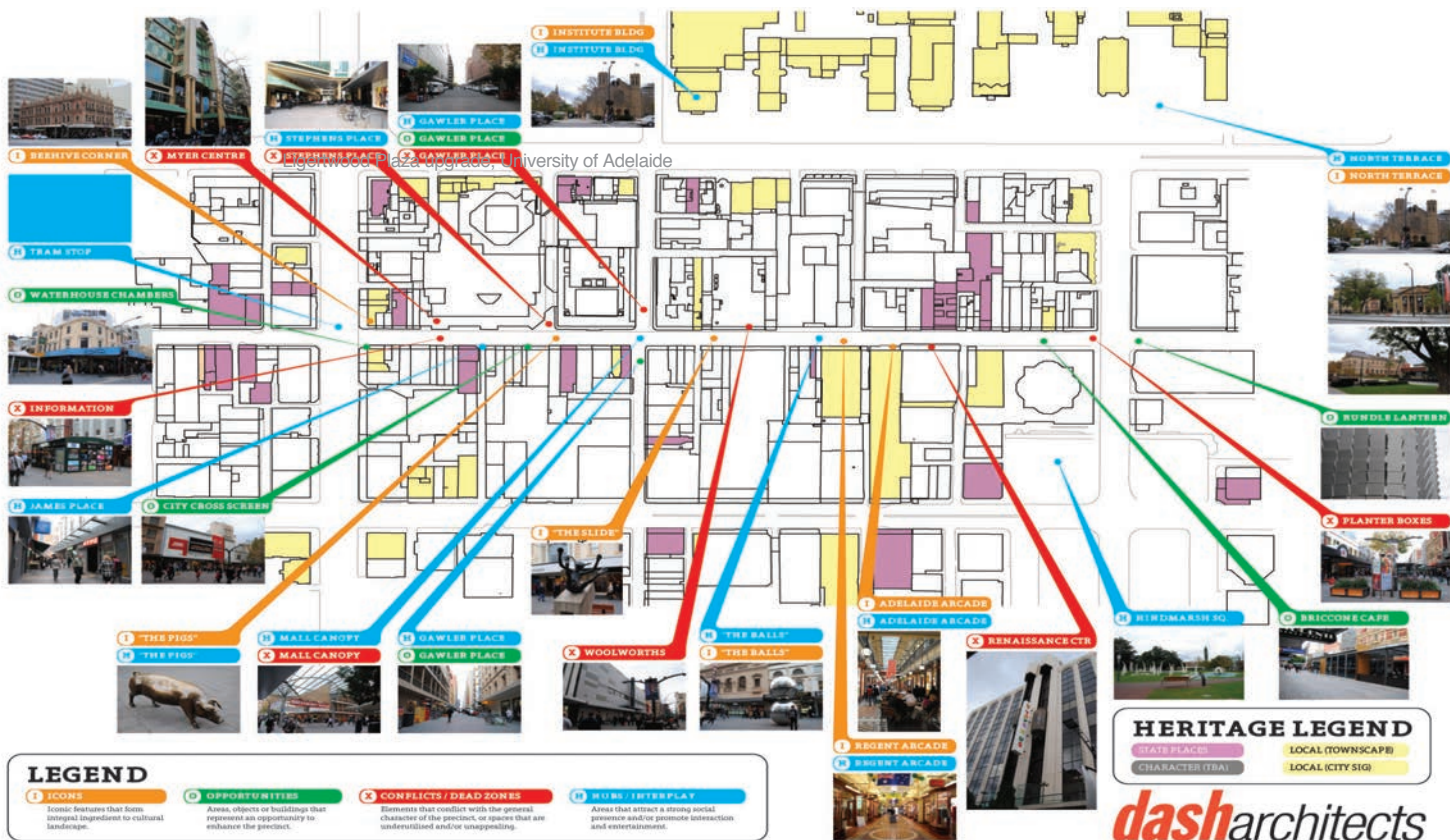 I INSTITUTE BLDG
H INSTITUTE BLDG
H GAWLER PLACE
H STEPHENS PLACE
O GAWLER PLACE
I BEEHIVE CORNER
X MYER CENTRE
X STEPHENS PLACE
X GAWLER PLACE
Ligertwood Plaza upgrade, University of Adelaide
H NORTH TERRACE
I NORTH TERRACE
H TRAM STOP
O WATERHOUSE CHAMBERS
X INFORMATION
O RUNDLE LANTERN
H JAMES PLACE
O CITY CROSS SCREEN
I "THE SLIDE"
X PLANTER BOXES
I ADELAIDE ARCADE
H ADELAIDE ARCADE
H HINDMARSH SQ.
O BRICCONE CAFE
I "THE PIGS"
H "THE PIGS"
H MALL CANOPY
X MALL CANOPY
H GAWLER PLACE
O GAWLER PLACE
X WOOLWORTHS
H "THE BALLS"
I "THE BALLS"
X RENAISSANCE CTR
I REGENT ARCADE
H REGENT ARCADE
HERITAGE LEGEND
STATE PLACES
LOCAL (TOWNSCAPE)
CHARACTER (TBA)
LOCAL (CITY SIG)
LEGEND
I ICONS
Iconic features that form
integral ingredient to cultural
landscape.
O OPPORTUNITIES
Areas, objects or buildings that
represent an opportunity to
enhance the precinct.
X CONFLICTS / DEAD ZONES
Elements that conflict with the general
character of the precinct, or spaces that are
underutilised and/or unappealing.
H HUBS / INTERPLAY
Areas that attract a strong social
presence and/or promote interaction
and entertainment.
dasharchitects